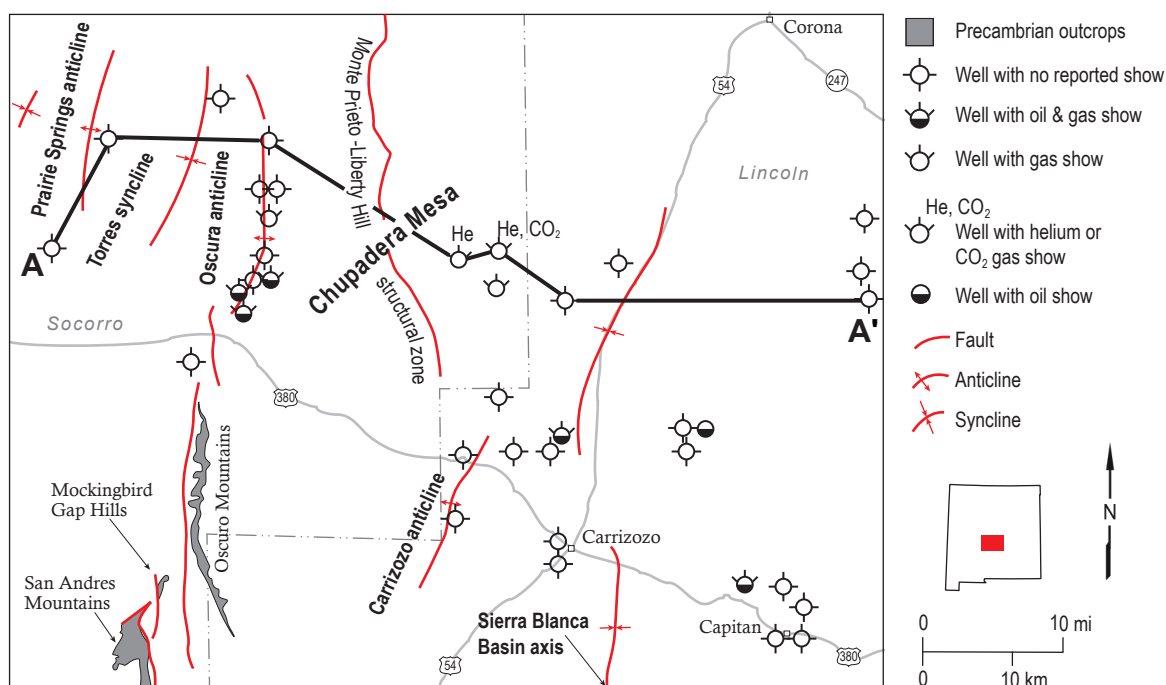 Corona
54
247
Lincoln
Prairie Springs anticline
Torres syncline
Oscura anticline
Monte Prieto -Liberty Hill
structural zone
Chupadera Mesa
He
He, CO₂
A
A'
Socorro
380
Mockingbird
Gap Hills
San Andres
Mountains
Oscuro Mountains
Carrizozo anticline
Carrizozo
Sierra Blanca
Basin axis
54
Capitan
380
Precambrian outcrops
Well with no reported show
Well with oil & gas show
Well with gas show
He, CO₂
Well with helium or
CO₂ gas show
Well with oil show
Fault
Anticline
Syncline
N
0 10 mi
0 10 km